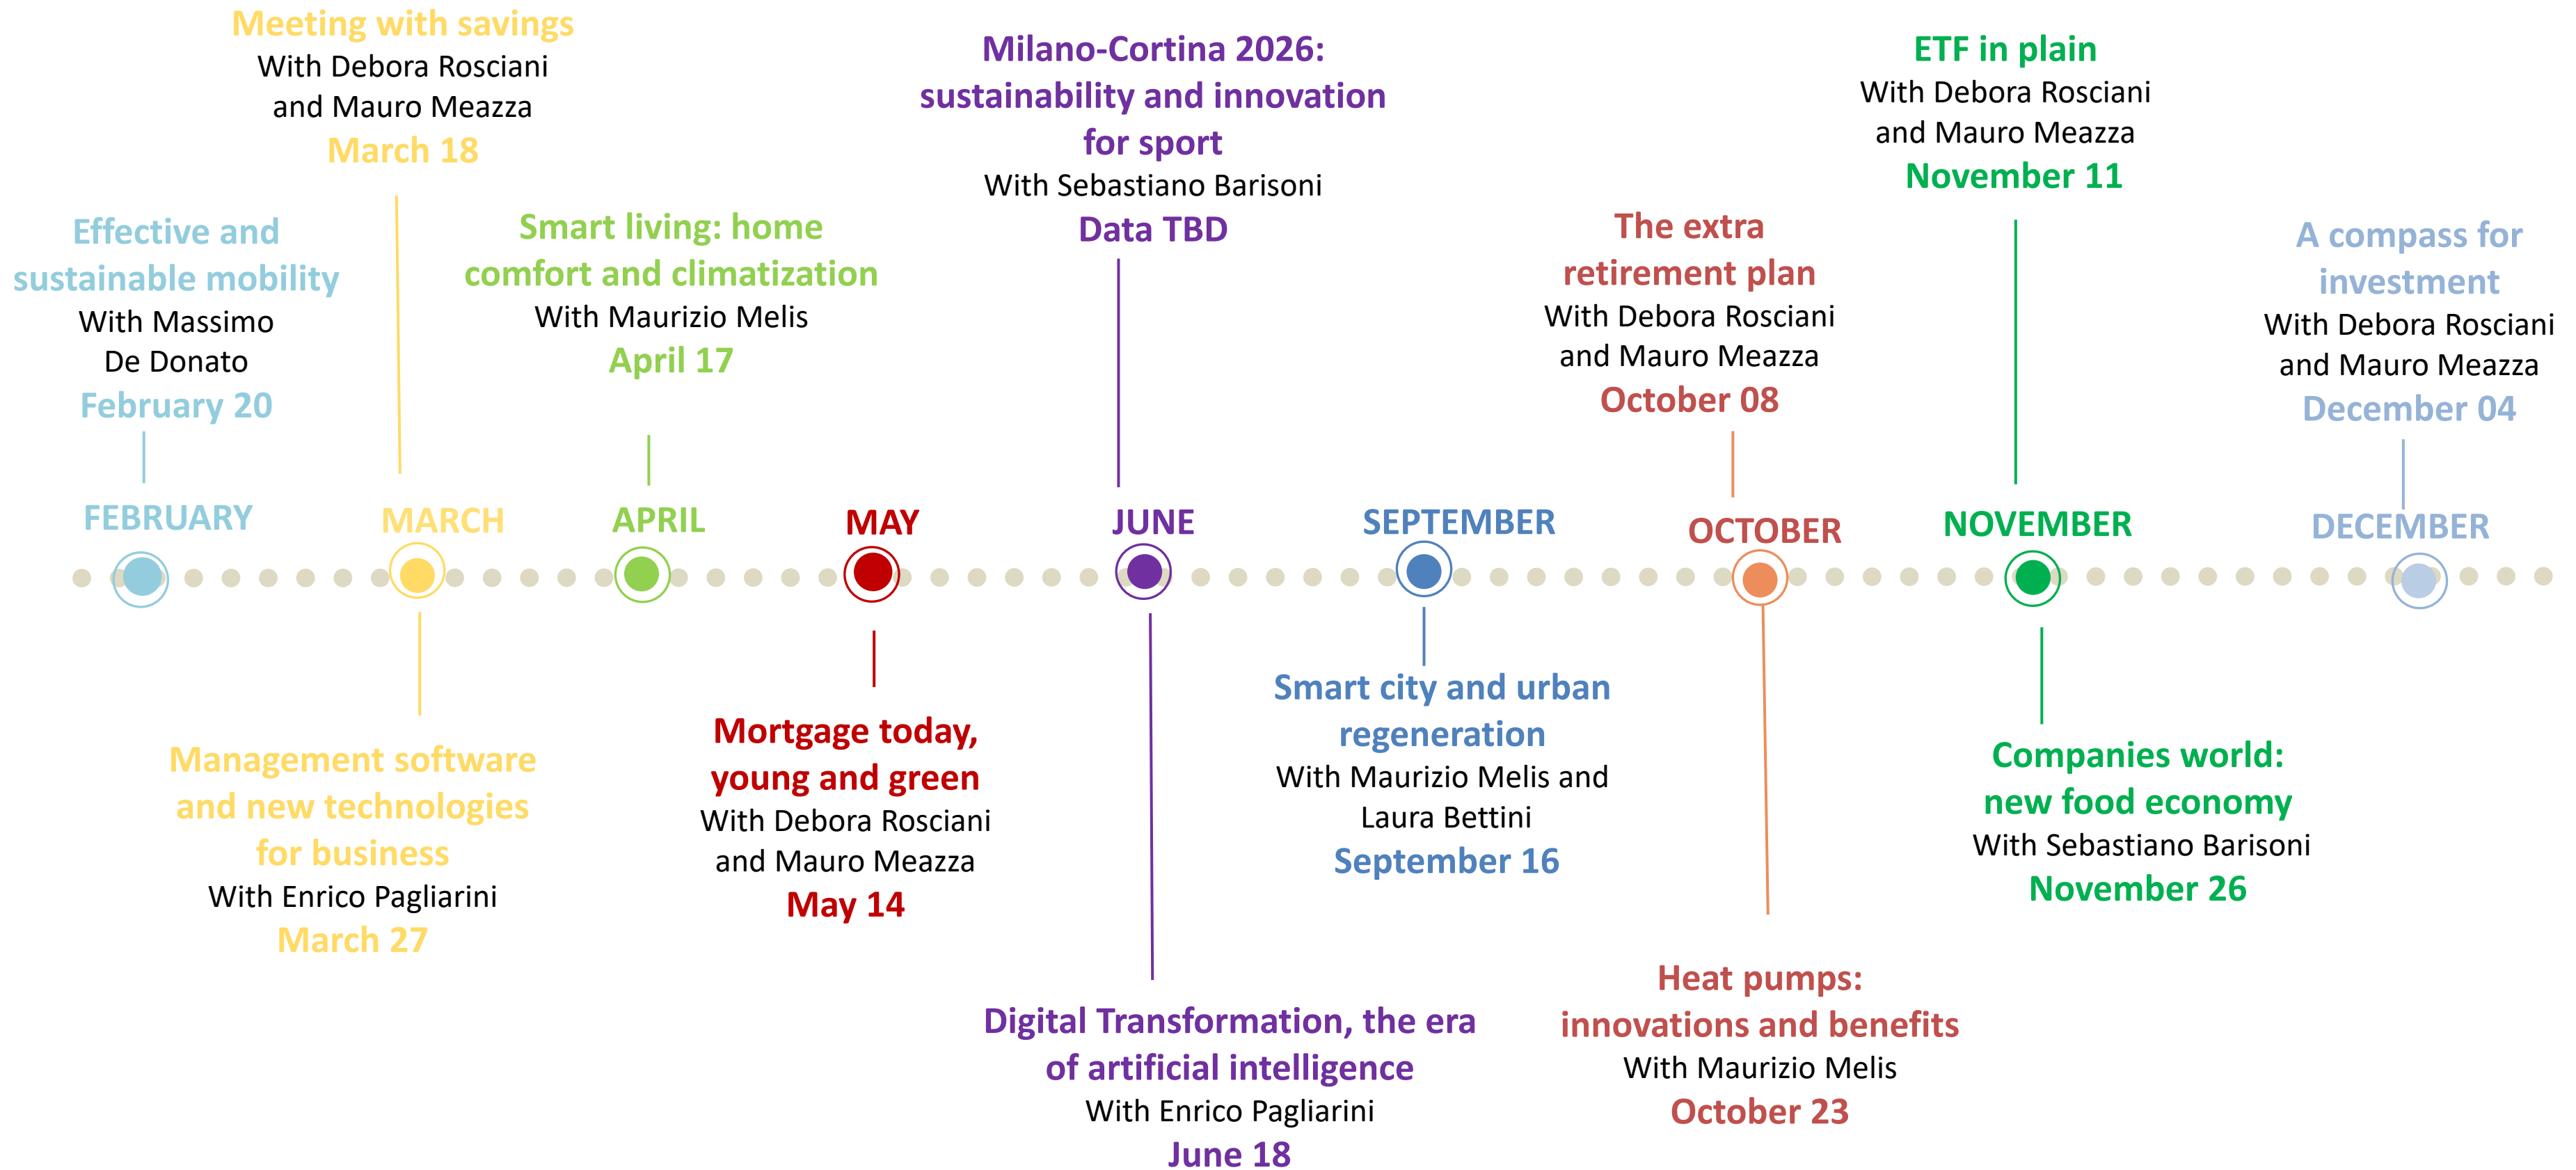 Meeting with savings
With Debora Rosciani
and Mauro Meazza
March 18
Milano-Cortina 2026:
sustainability and innovation
for sport
With Sebastiano Barisoni
Data TBD
ETF in plain
With Debora Rosciani
and Mauro Meazza
November 11
Effective and
sustainable mobility
With Massimo
De Donato
February 20
Smart living: home
comfort and climatization
With Maurizio Melis
April 17
The extra
retirement plan
With Debora Rosciani
and Mauro Meazza
October 08
A compass for
investment
With Debora Rosciani
and Mauro Meazza
December 04
FEBRUARY
MARCH
APRIL
MAY
JUNE
SEPTEMBER
OCTOBER
NOVEMBER
DECEMBER
Management software
and new technologies
for business
With Enrico Pagliarini
March 27
Mortgage today,
young and green
With Debora Rosciani
and Mauro Meazza
May 14
Digital Transformation, the era
of artificial intelligence
With Enrico Pagliarini
June 18
Smart city and urban
regeneration
With Maurizio Melis and
Laura Bettini
September 16
Heat pumps:
innovations and benefits
With Maurizio Melis
October 23
Companies world:
new food economy
With Sebastiano Barisoni
November 26